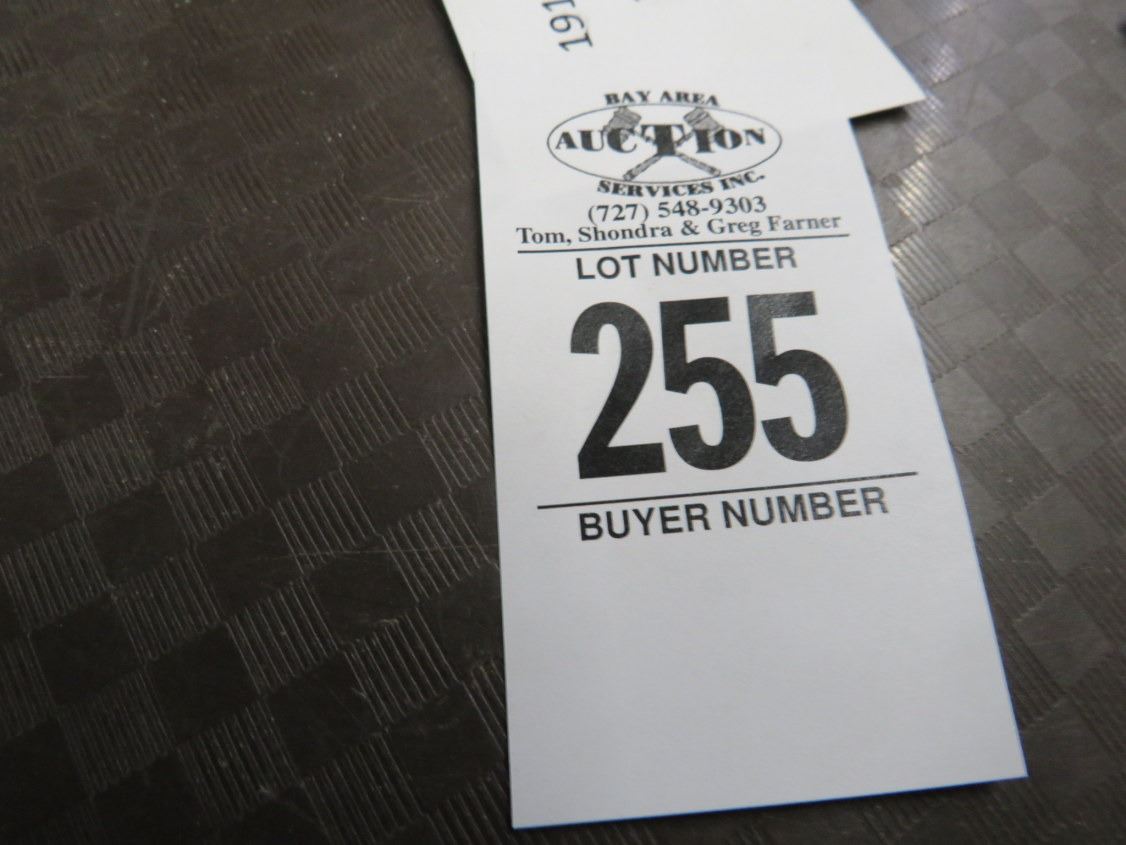 191
BAY AREA
AUCTION
SERVICES INC.
(727) 548-9303
Tom, Shondra & Greg Farner
LOT NUMBER
255
BUYER NUMBER